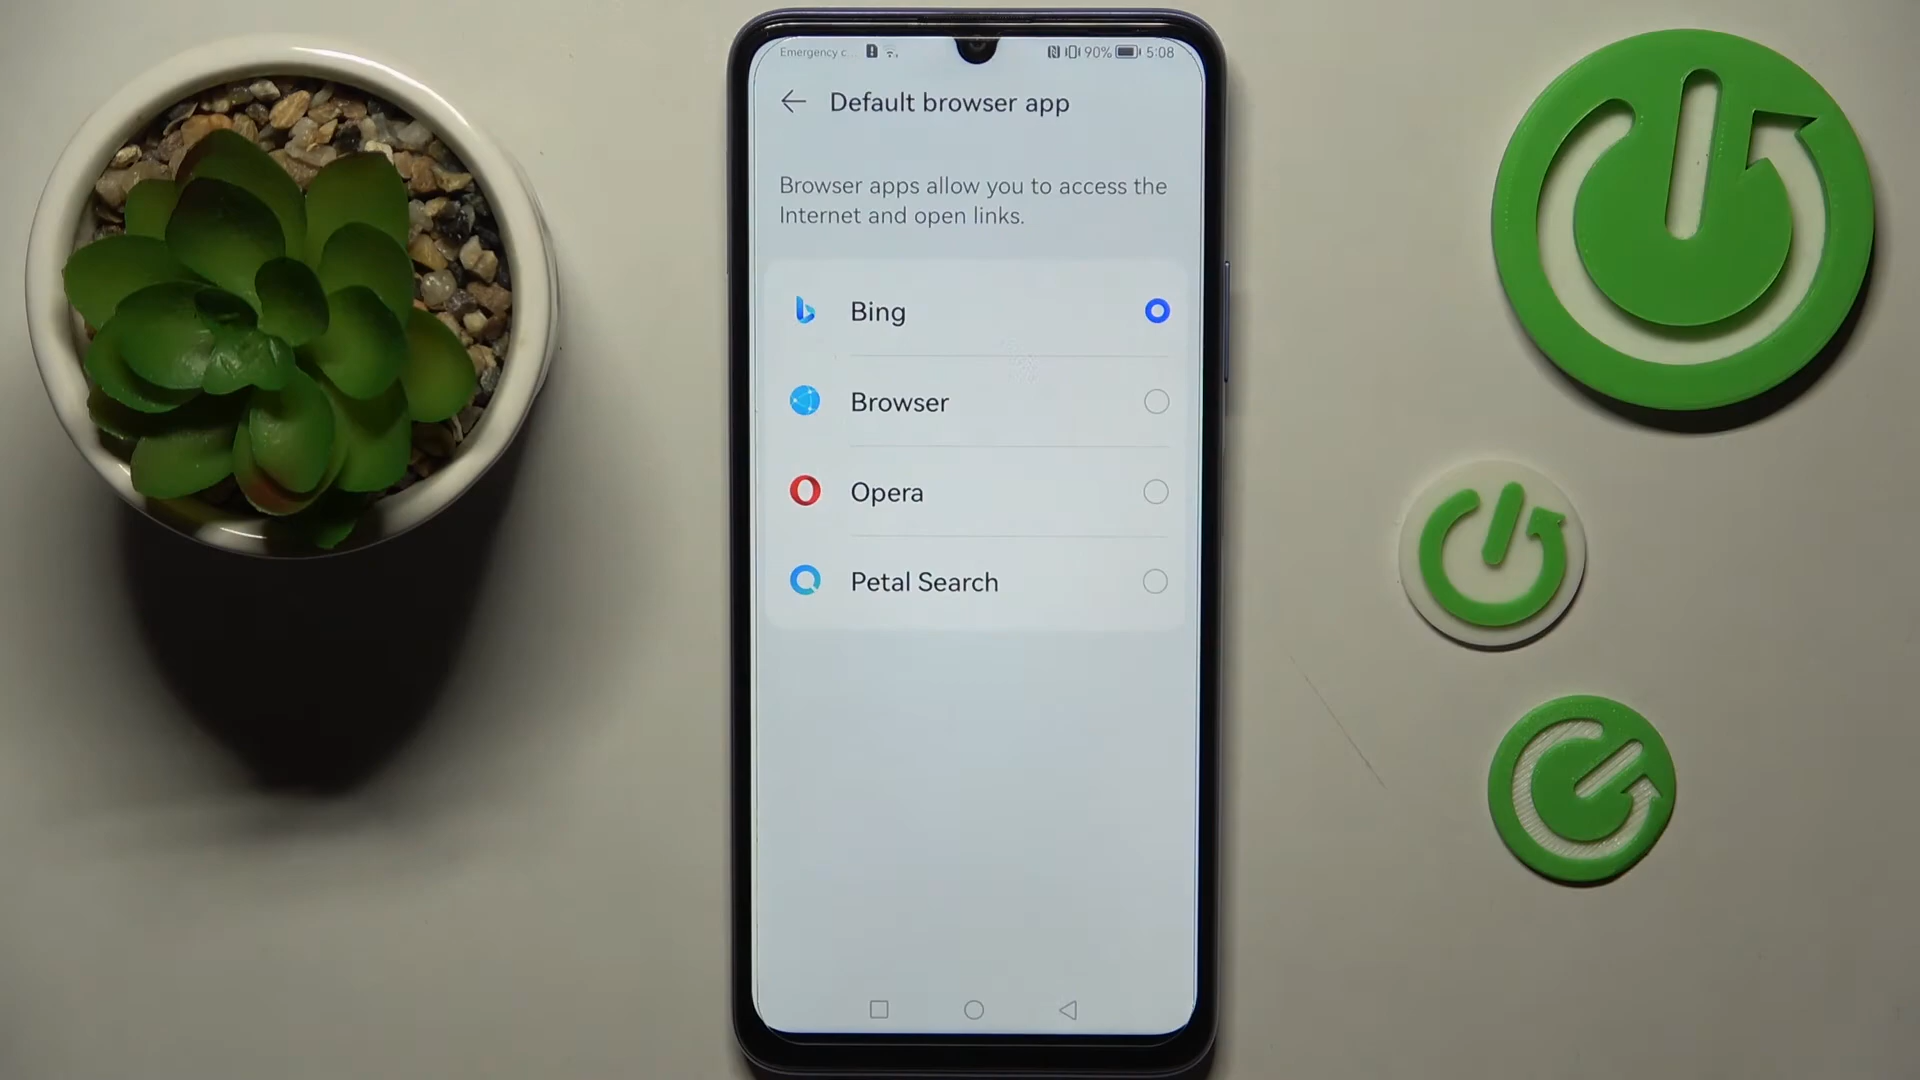 Emergency c
90% 5:08
Default browser app
Browser apps allow you to access the
Internet and open links.
Bing
Browser
Opera
Petal Search